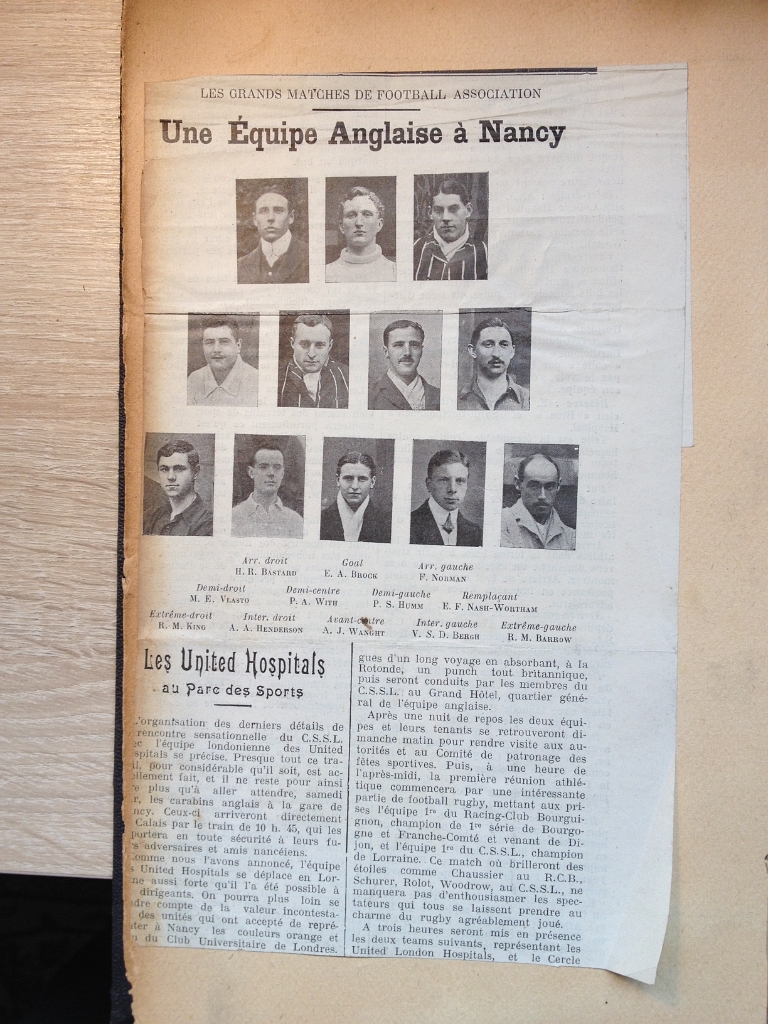 LES GRANDS MATCHES DE FOOTBALL ASSOCIATION
Une Équipe Anglaise à Nancy
Arr. droit Goal Arr. gauche
H. R. BASTARD E. A. BROCK F. NORMAN
Demi-droit Demi-centre Demi-gauche Remplaçant
M. E. VLASTO P. A. WITH P. S. HUMM E. F. NASH-WORTHAM
Extrême-droit Inter. droit Avant-centre Inter. gauche Extrême-gauche
R. M. KING A. A. HENDERSON A. J. WANGHT V. S. D. BERGH R. M. BARROW
Les United Hospitals
au Parc des Sports
L'organisation des derniers détails de
rencontre sensationnelle du C.S.S.L.
l'équipe londonienne des United
spitals se précise. Presque tout ce tra-
il, pour considérable qu'il soit, est ac-
llement fait, et il ne reste pour ainsi
plus qu'à aller attendre, samedi
r, les carabins anglais à la gare de
ncy. Ceux-ci arriveront directement
Calais par le train de 10 h. 45, qui les
portera en toute sécurité à leurs fu-
s adversaires et amis nancéiens.
omme nous l'avons annoncé, l'équipe
United Hospitals se déplace en Lor-
ne aussi forte qu'il l'a été possible à
dirigeants. On pourra plus loin se
dre compte de la valeur incontesta-
des unités qui ont accepté de repré-
ter à Nancy les couleurs orange et
n du Club Universitaire de Londres.
gues d'un long voyage en absorbant, à la
Rotonde, un punch tout britannique,
puis seront conduits par les membres du
C.S.S.L. au Grand Hôtel, quartier géné-
ral de l'équipe anglaise.
Après une nuit de repos les deux équi-
pes et leurs tenants se retrouveront di-
manche matin pour rendre visite aux au-
torités et au Comité de patronage des
fêtes sportives. Puis, à une heure de
l'après-midi, la première réunion athlé-
tique commencera par une intéressante
partie de football rugby, mettant aux pri-
ses l'équipe 1re du Racing-Club Bourgui-
gnon, champion de 1re série de Bourgo-
gne et Franche-Comté et venant de Di-
jon, et l'équipe 1re du C.S.S.L., champion
de Lorraine. Ce match où brilleront des
étoiles comme Chaussier au R.C.B.,
Schurer, Rolot, Woodrow, au C.S.S.L., ne
manquera pas d'enthousiasmer les spec-
tateurs qui tous se laissent prendre au
charme du rugby agréablement joué.
A trois heures seront mis en présence
les deux teams suivants, représentant les
United London Hospitals, et le Cercle